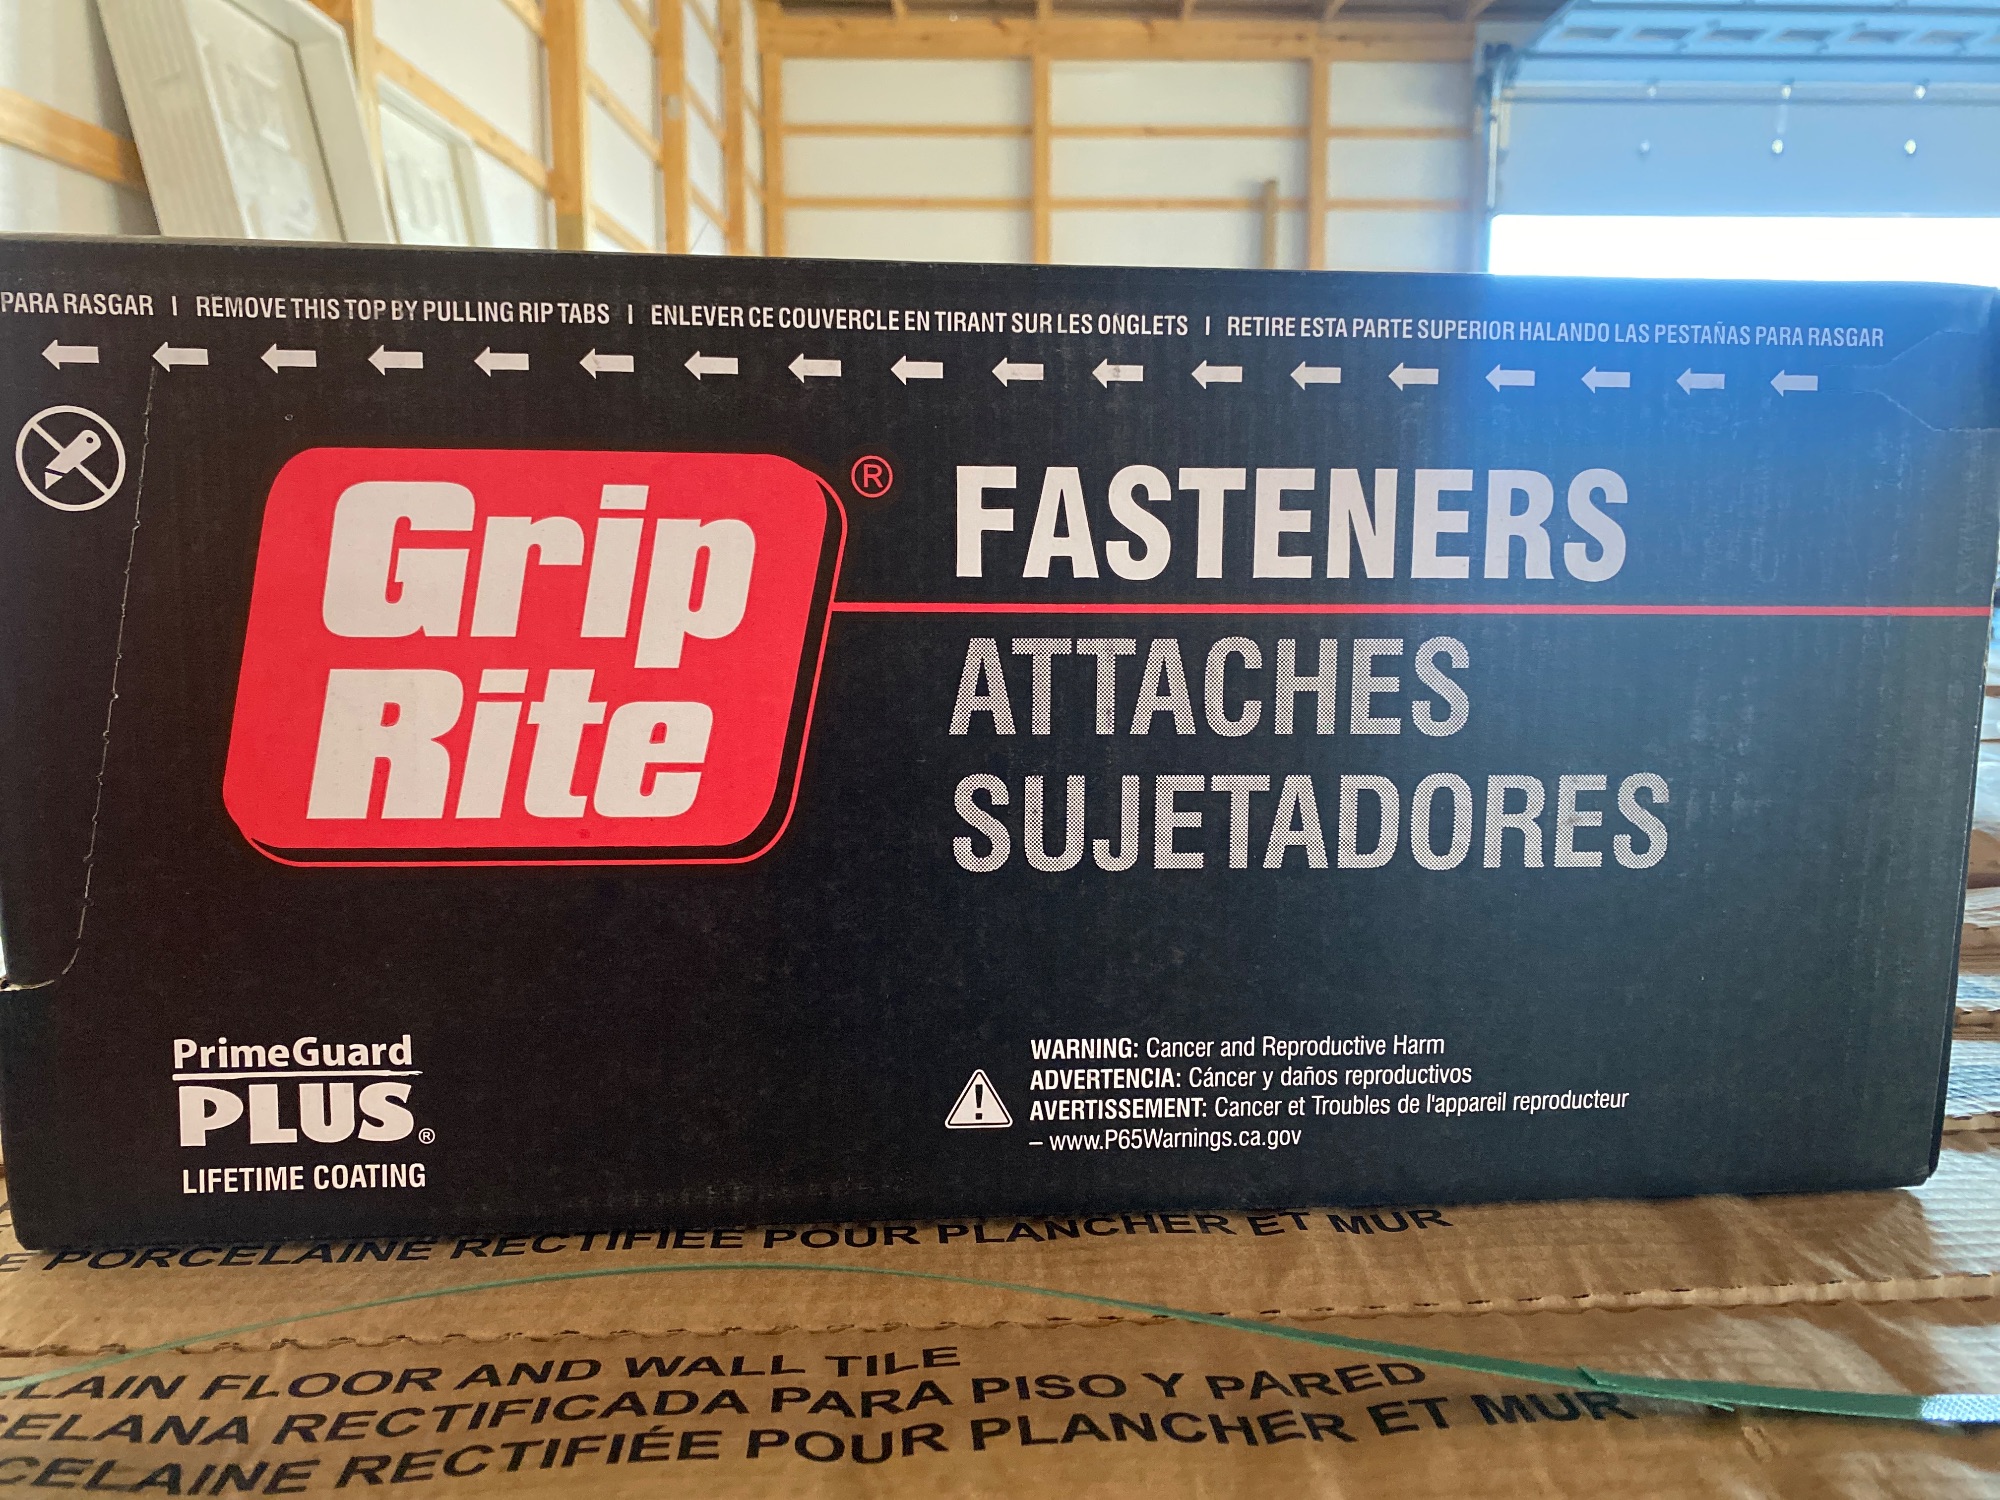 PARA RASGAR | REMOVE THIS TOP BY PULLING RIP TABS | ENLEVER CE COUVERCLE EN TIRANT SUR LES ONGLETS | RETIRE ESTA PARTE SUPERIOR HALANDO LAS PESTAÑAS PARA RASGAR
Grip
Rite
®
FASTENERS
ATTACHES
SUJETADORES
PrimeGuard
PLUS®
LIFETIME COATING
WARNING: Cancer and Reproductive Harm
ADVERTENCIA: Cáncer y daños reproductivos
AVERTISSEMENT: Cancer et Troubles de l'appareil reproducteur
– www.P65Warnings.ca.gov
E PORCELAINE RECTIFIÉE POUR PLANCHER ET MUR
LAIN FLOOR AND WALL TILE
ELANA RECTIFICADA PARA PISO Y PARED
CELAINE RECTIFIÉE POUR PLANCHER ET MUR